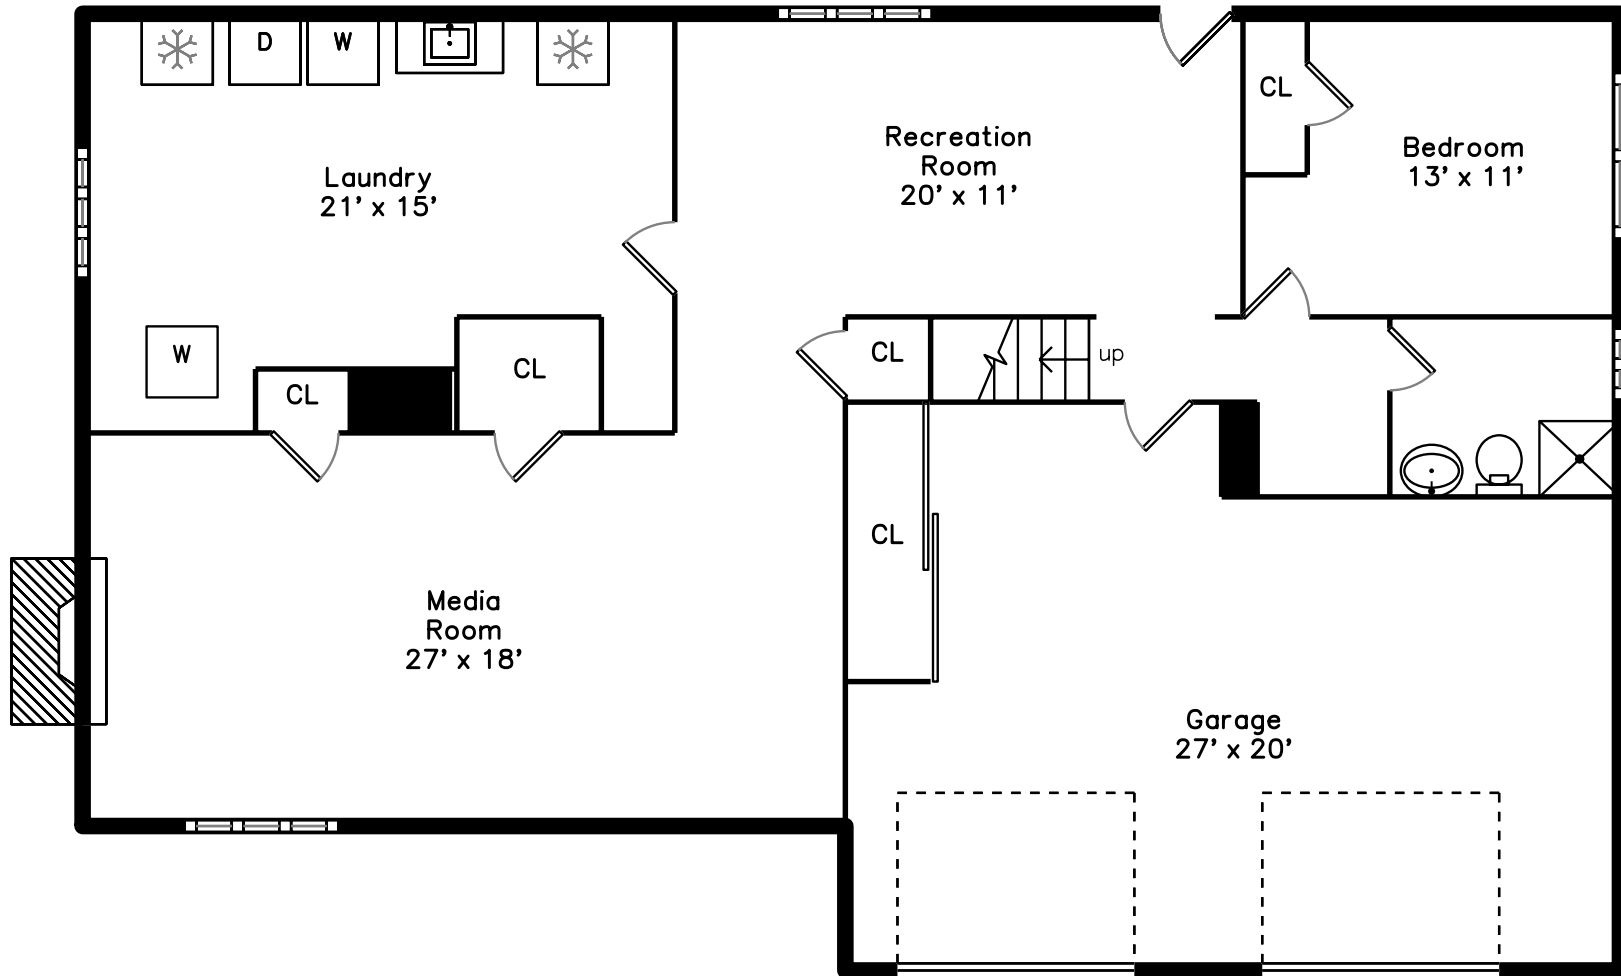 D
W
CL
Recreation
Room
20' x 11'
Bedroom
13' x 11'
Laundry
21' x 15'
W
CL
CL
CL
up
CL
Media
Room
27' x 18'
Garage
27' x 20'